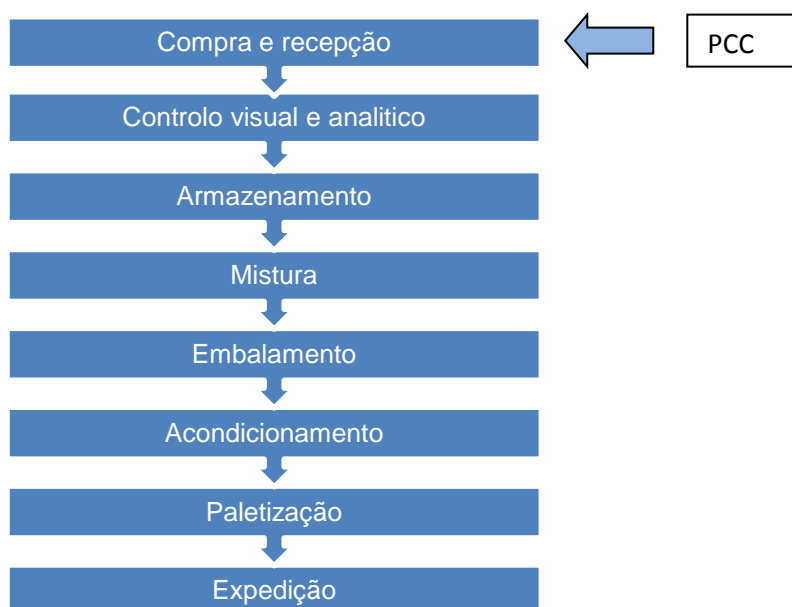 Compra e recepção
PCC
Controlo visual e analitico
Armazenamento
Mistura
Embalamento
Acondicionamento
Paletização
Expedição